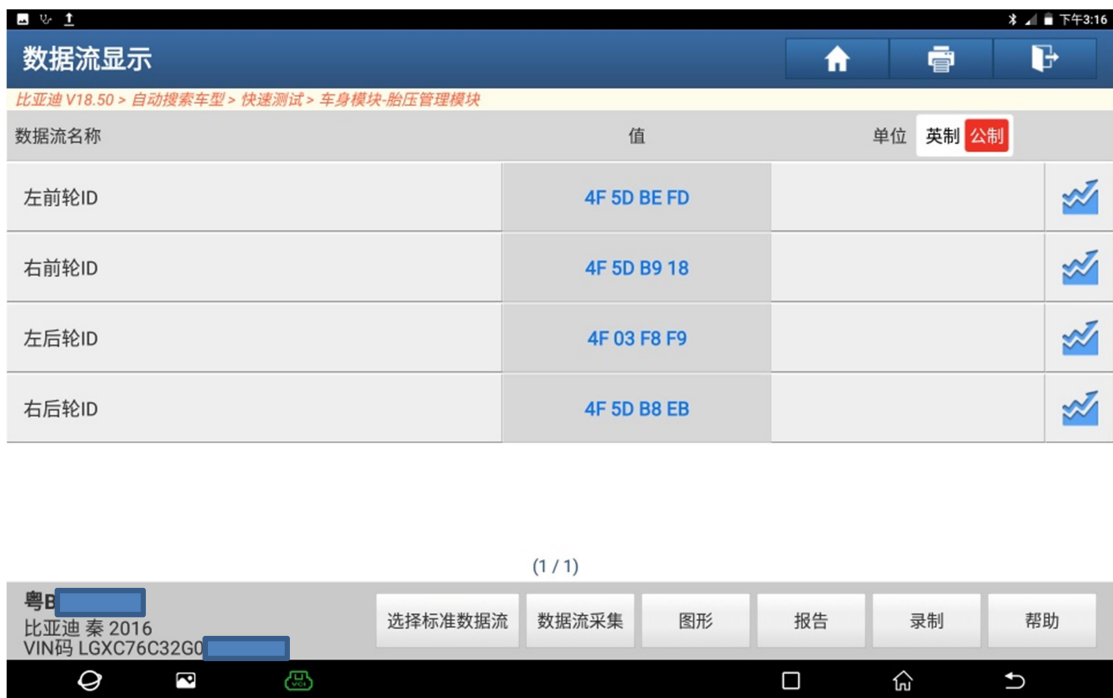 下午3:16
数据流显示
比亚迪 V18.50 > 自动搜索车型 > 快速测试 > 车身模块-胎压管理模块
数据流名称 值 单位 英制 公制
左前轮ID 4F 5D BE FD
右前轮ID 4F 5D B9 18
左后轮ID 4F 03 F8 F9
右后轮ID 4F 5D B8 EB
(1 / 1)
粤B
比亚迪 秦 2016
VIN码 LGXC76C32G0
选择标准数据流 数据流采集 图形 报告 录制 帮助
VCI